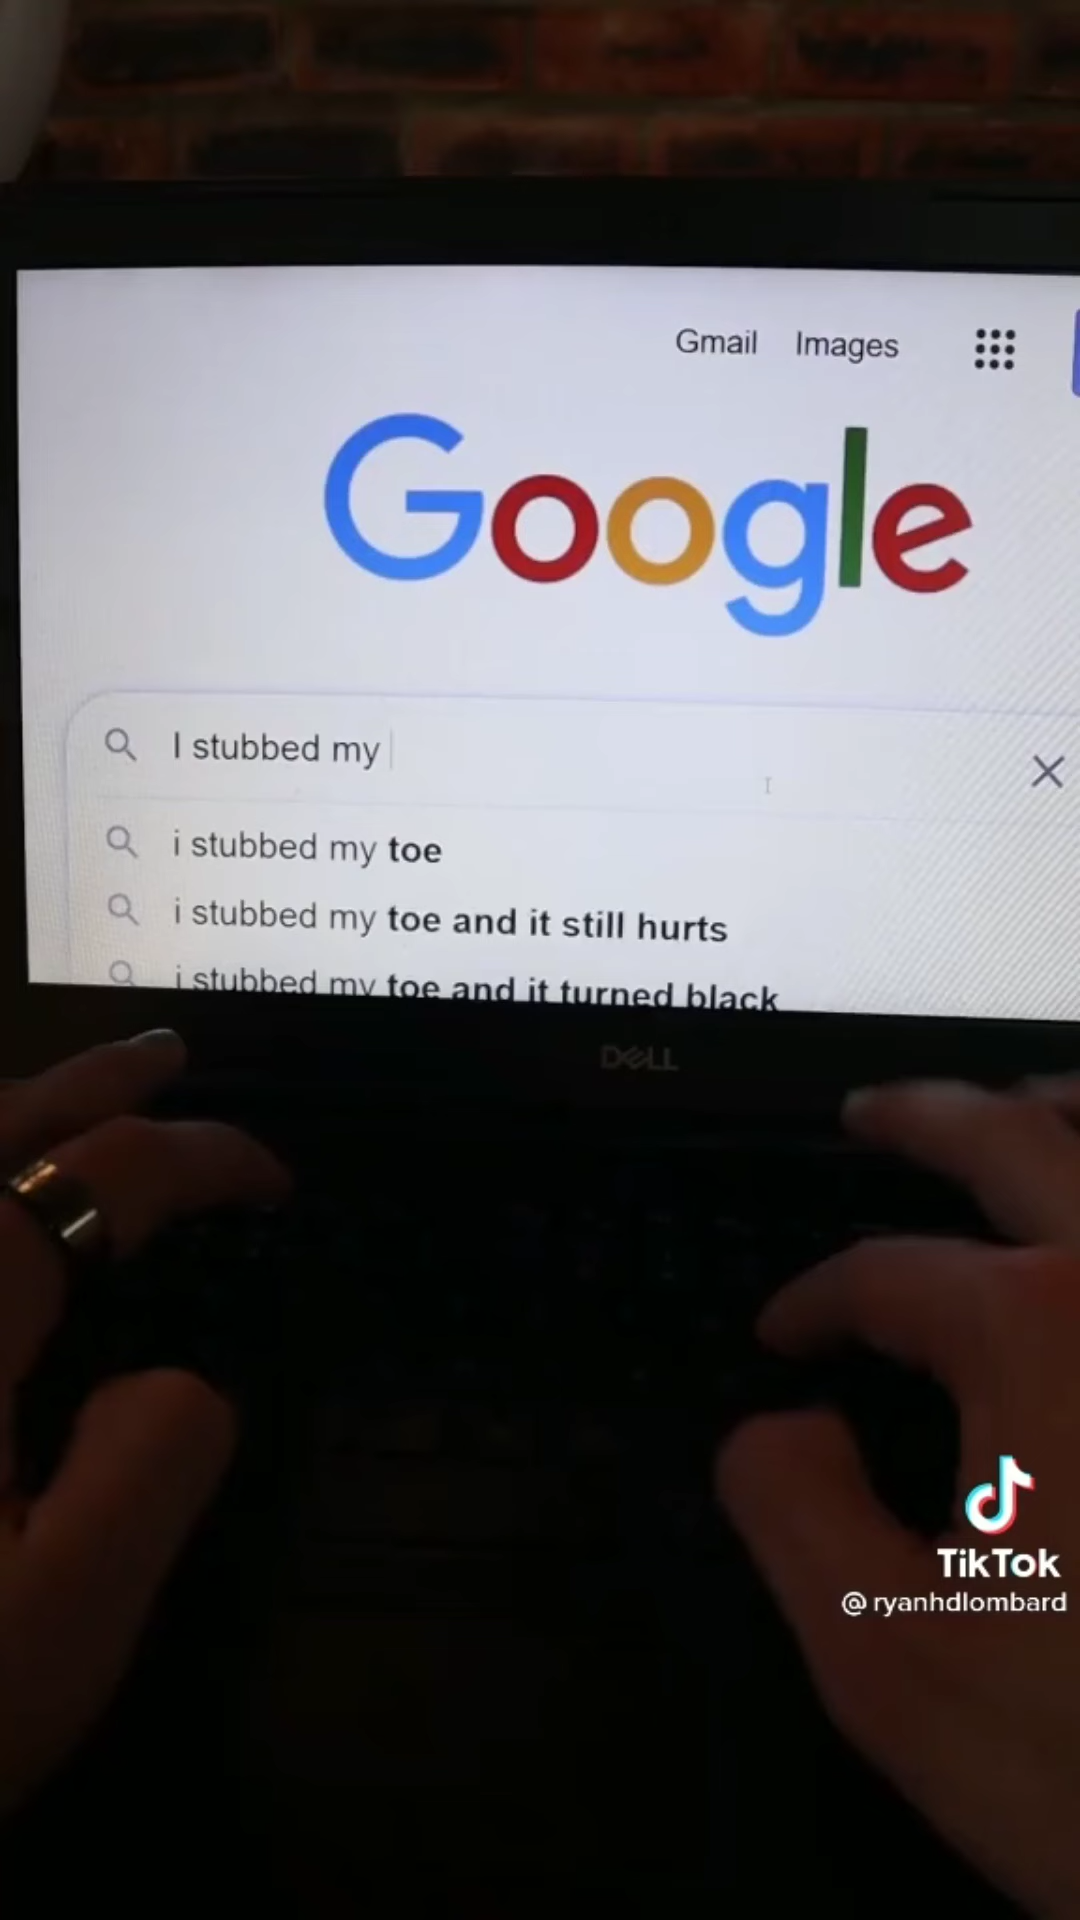 Gmail Images
Google
I stubbed my
i stubbed my toe
i stubbed my toe and it still hurts
i stubbed my toe and it turned black
DELL
TikTok
@ryanhdlombard